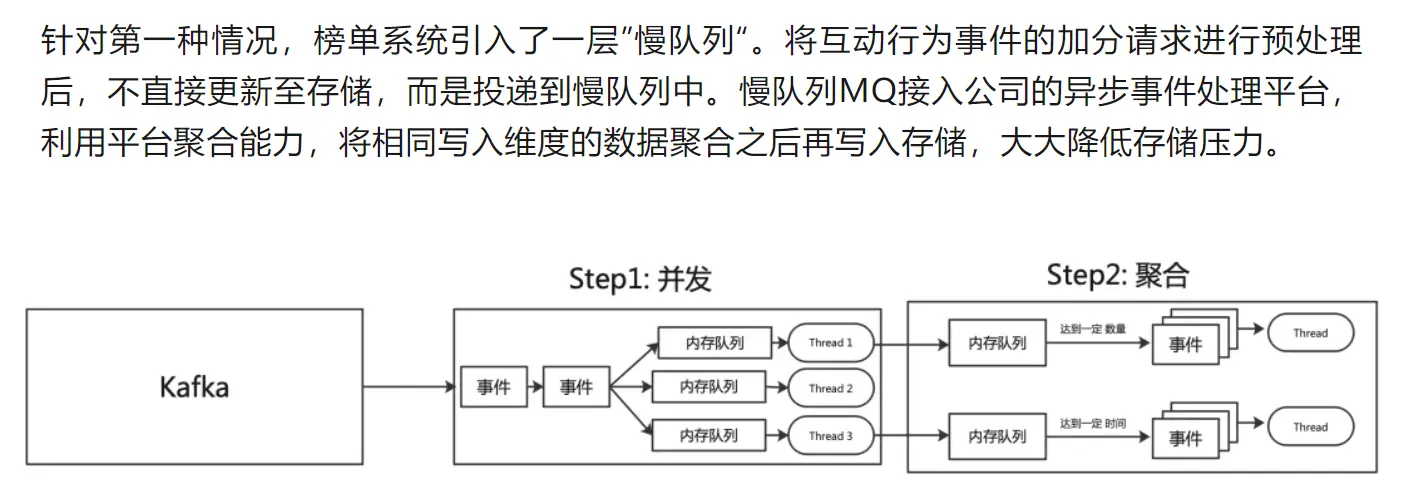 针对第一种情况，榜单系统引入了一层”慢队列“。将互动行为事件的加分请求进行预处理
后，不直接更新至存储，而是投递到慢队列中。慢队列MQ接入公司的异步事件处理平台，
利用平台聚合能力，将相同写入维度的数据聚合之后再写入存储，大大降低存储压力。
Step1: 并发
Step2: 聚合
Kafka
事件
事件
内存队列
Thread 1
内存队列
Thread 2
内存队列
Thread 3
内存队列
达到一定 数量
事件
Thread
内存队列
达到一定 时间
事件
Thread